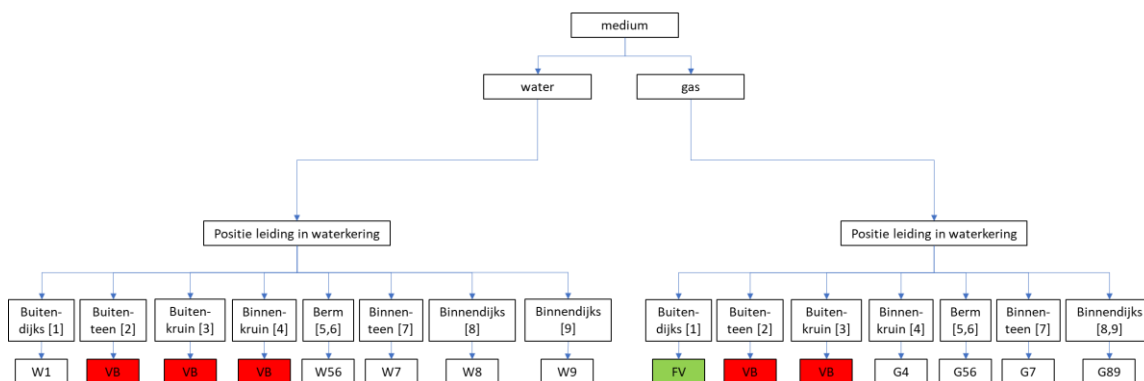 medium
water
gas
Positie leiding in waterkering
Positie leiding in waterkering
Buiten-
dijks [1]
Buiten-
teen [2]
Buiten-
kruin [3]
Binnen-
kruin [4]
Berm
[5,6]
Binnen-
teen [7]
Binnendijks
[8]
Binnendijks
[9]
Buiten-
dijks [1]
Buiten-
teen [2]
Buiten-
kruin [3]
Binnen-
kruin [4]
Berm
[5,6]
Binnen-
teen [7]
Binnendijks
[8,9]
W1
VB
VB
VB
W56
W7
W8
W9
FV
VB
VB
G4
G56
G7
G89